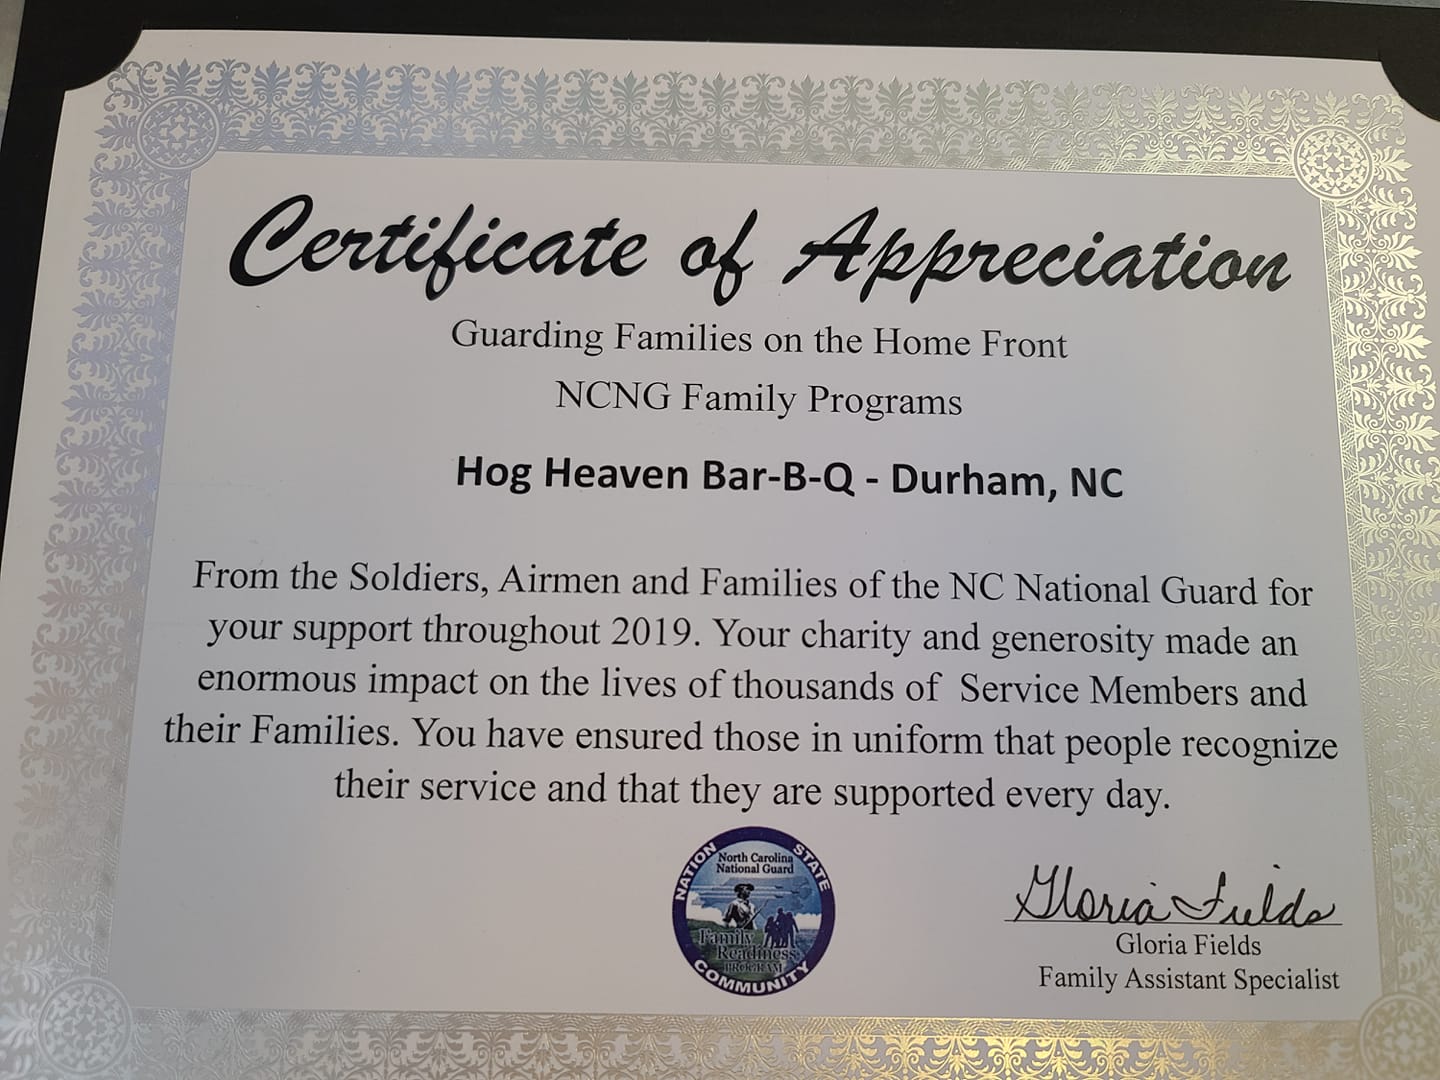 Certificate of Appreciation
Guarding Families on the Home Front
NCNG Family Programs
Hog Heaven Bar-B-Q - Durham, NC
From the Soldiers, Airmen and Families of the NC National Guard for
your support throughout 2019. Your charity and generosity made an
enormous impact on the lives of thousands of Service Members and
their Families. You have ensured those in uniform that people recognize
their service and that they are supported every day.
NATION STATE
North Carolina
National Guard
Family
Readiness
PROGRAM
COMMUNITY
Gloria Fields
Gloria Fields
Family Assistant Specialist